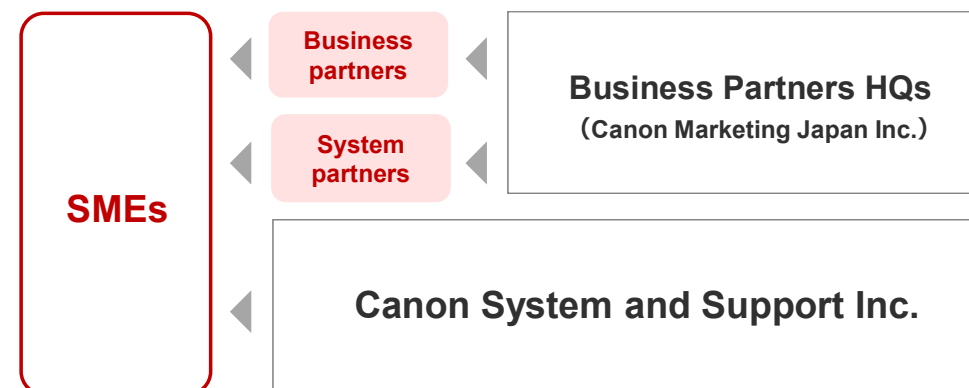 SMEs
Business
partners
System
partners
Business Partners HQs
（Canon Marketing Japan Inc.）
Canon System and Support Inc.